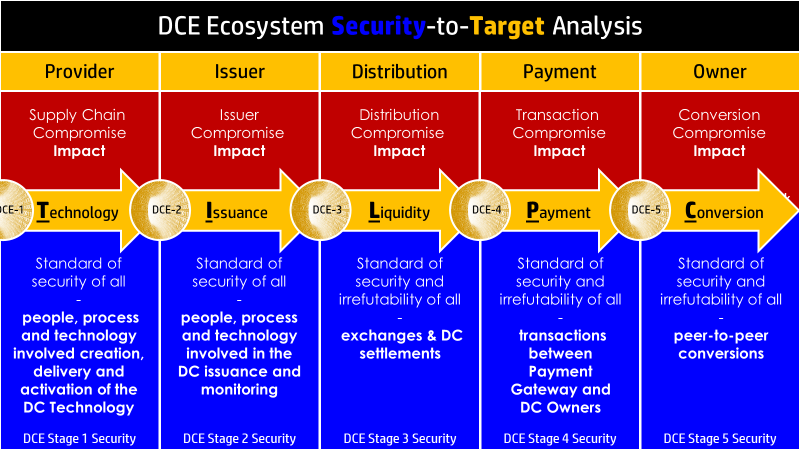 DCE Ecosystem Security-to-Target Analysis
Provider
Issuer
Distribution
Payment
Owner
Supply Chain
Compromise
Impact
Issuer
Compromise
Impact
Distribution
Compromise
Impact
Transaction
Compromise
Impact
Conversion
Compromise
Impact
DCE-1
Technology
DCE-2
Issuance
DCE-3
Liquidity
DCE-4
Payment
DCE-5
Conversion
Standard of
security of all
-
people, process
and technology
involved creation,
delivery and
activation of the
DC Technology
Standard of
security of all
-
people, process
and technology
involved in the
DC issuance and
monitoring
Standard of
security and
irrefutability of all
-
exchanges & DC
settlements
Standard of
security and
irrefutability of all
-
transactions
between
Payment
Gateway and
DC Owners
Standard of
security and
irrefutability of all
-
peer-to-peer
conversions
DCE Stage 1 Security
DCE Stage 2 Security
DCE Stage 3 Security
DCE Stage 4 Security
DCE Stage 5 Security